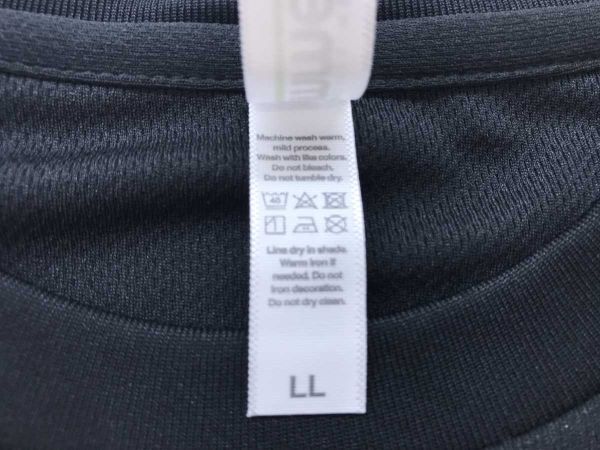 Machine wash warm,
mild process.
Wash with like colors.
Do not bleach.
Do not tumble dry.
40
Line dry in shade.
Warm iron if
needed. Do not
iron decoration.
Do not dry clean.
LL